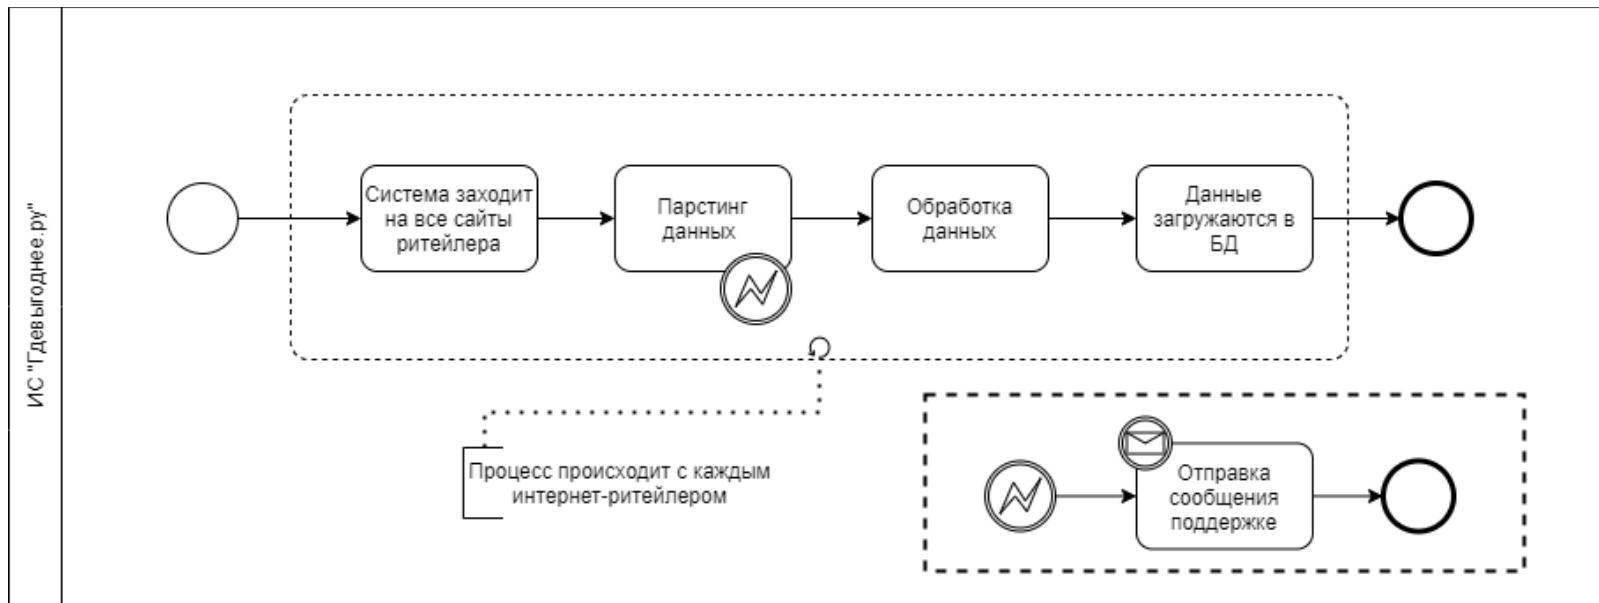 ИС "Гдевыгоднее.ру"
Система заходит
на все сайты
ритейлера
Парстинг
данных
Обработка
данных
Данные
загружаются в
БД
Процесс происходит с каждым
интернет-ритейлером
Отправка
сообщения
поддержке